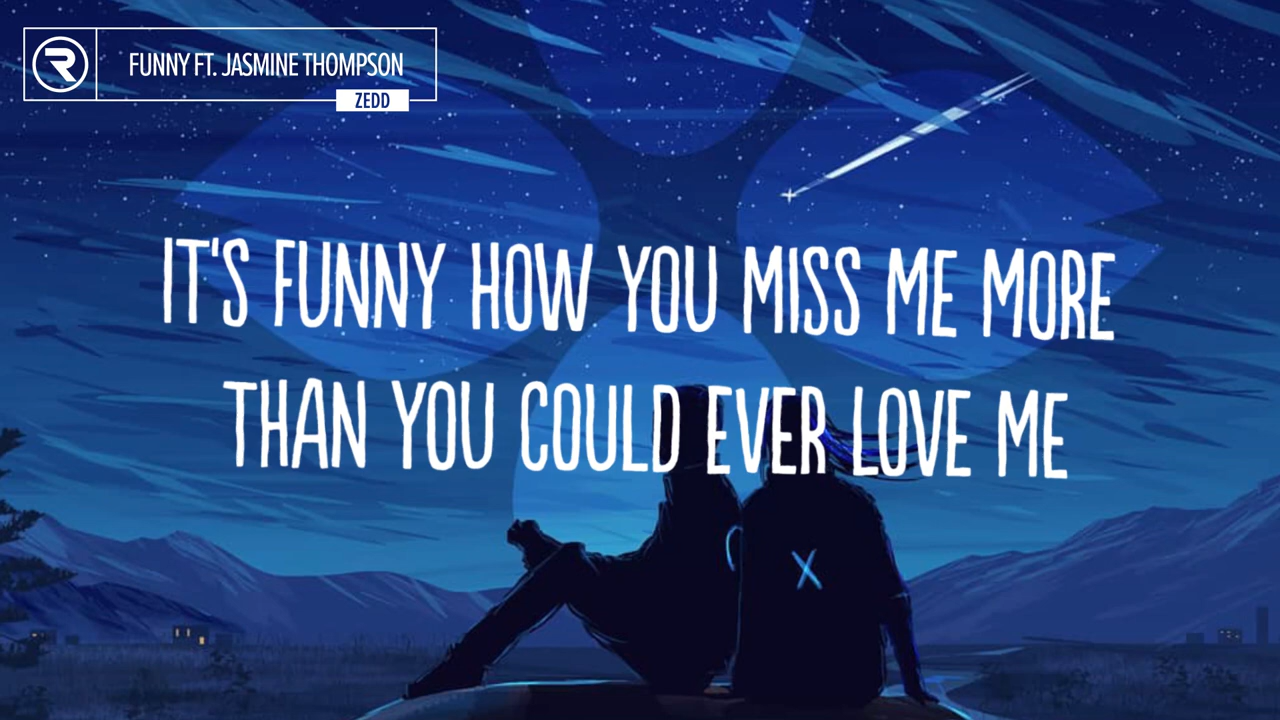 FUNNY FT. JASMINE THOMPSON
ZEDD
IT'S FUNNY HOW YOU MISS ME MORE
THAN YOU COULD EVER LOVE ME
X